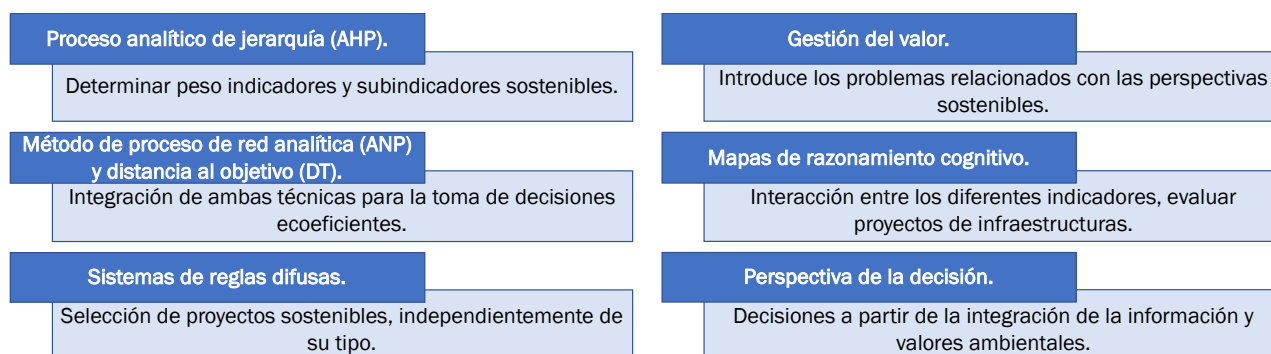 Proceso analítico de jerarquía (AHP).
Determinar peso indicadores y subindicadores sostenibles.
Método de proceso de red analítica (ANP)
y distancia al objetivo (DT).
Integración de ambas técnicas para la toma de decisiones
ecoeficientes.
Sistemas de reglas difusas.
Selección de proyectos sostenibles, independientemente de
su tipo.
Gestión del valor.
Introduce los problemas relacionados con las perspectivas
sostenibles.
Mapas de razonamiento cognitivo.
Interacción entre los diferentes indicadores, evaluar
proyectos de infraestructuras.
Perspectiva de la decisión.
Decisiones a partir de la integración de la información y
valores ambientales.